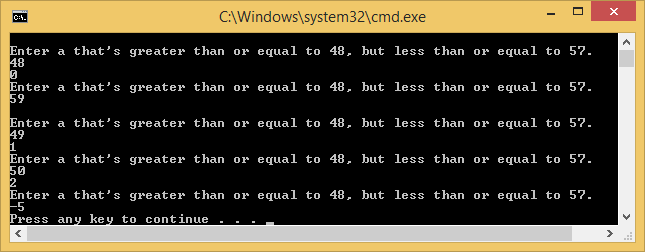 C:\Windows\system32\cmd.exe
C:\.
Enter a that's greater than or equal to 48, but less than or equal to 57.
48
0
Enter a that's greater than or equal to 48, but less than or equal to 57.
59
Enter a that's greater than or equal to 48, but less than or equal to 57.
49
1
Enter a that's greater than or equal to 48, but less than or equal to 57.
50
2
Enter a that's greater than or equal to 48, but less than or equal to 57.
-5
Press any key to continue . . .